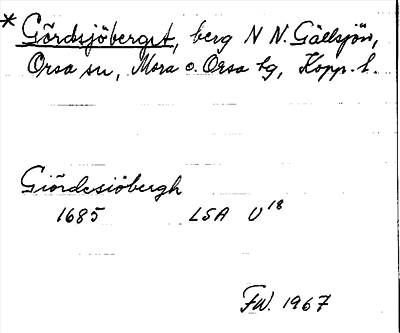 * Gördsjöberget, berg N N. Gällsjön,
Orsa sn, Mora o. Orsa tg, Kopp. l.
Giördesiöbergh
1685 LSA U18
FW. 1967